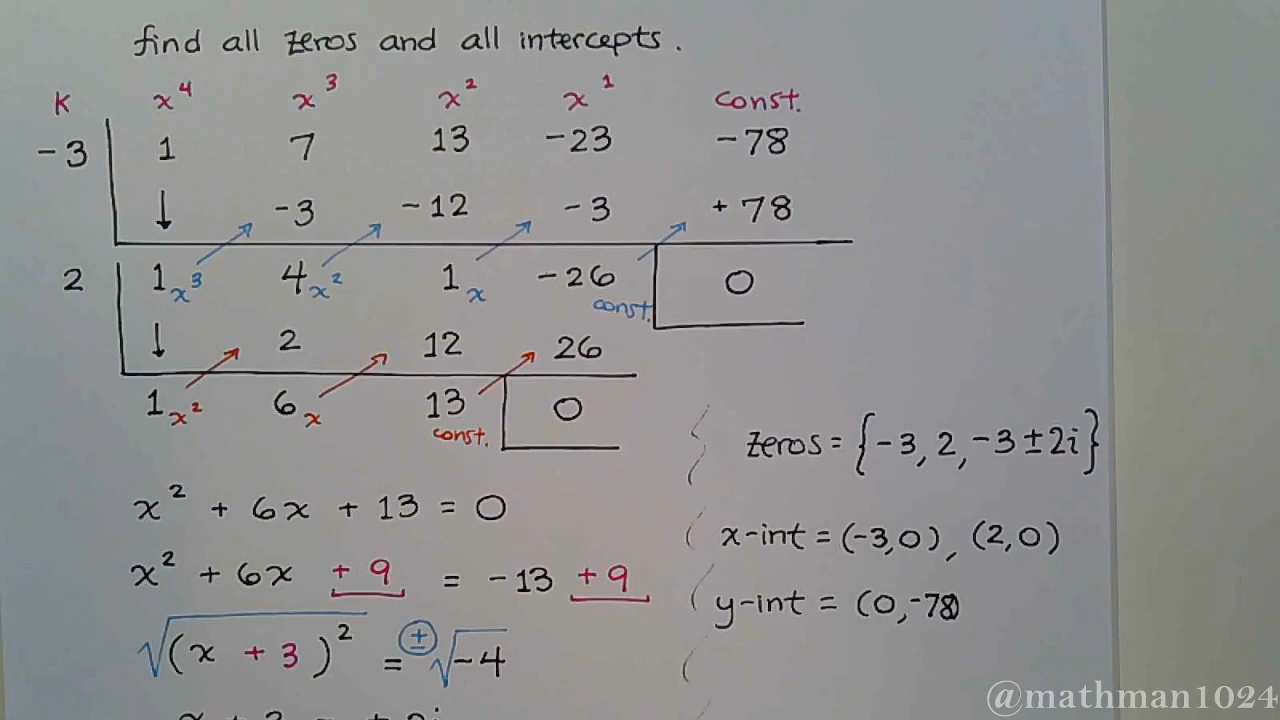 find all zeros and all intercepts.
K x⁴ x³ x² x¹ const.
-3 1 7 13 -23 -78
↓ -3 -12 -3 +78
2 1x³ 4x² 1x -26 const. 0
↓ 2 12 26
1x² 6x 13 const. 0
x² + 6x + 13 = 0
x² + 6x + 9 = -13 + 9
√(x + 3)² = ± √-4
x + 3 = ± 2i
zeros = {-3, 2, -3 ± 2i}
x-int = (-3,0), (2,0)
y-int = (0,-78)
@mathman1024